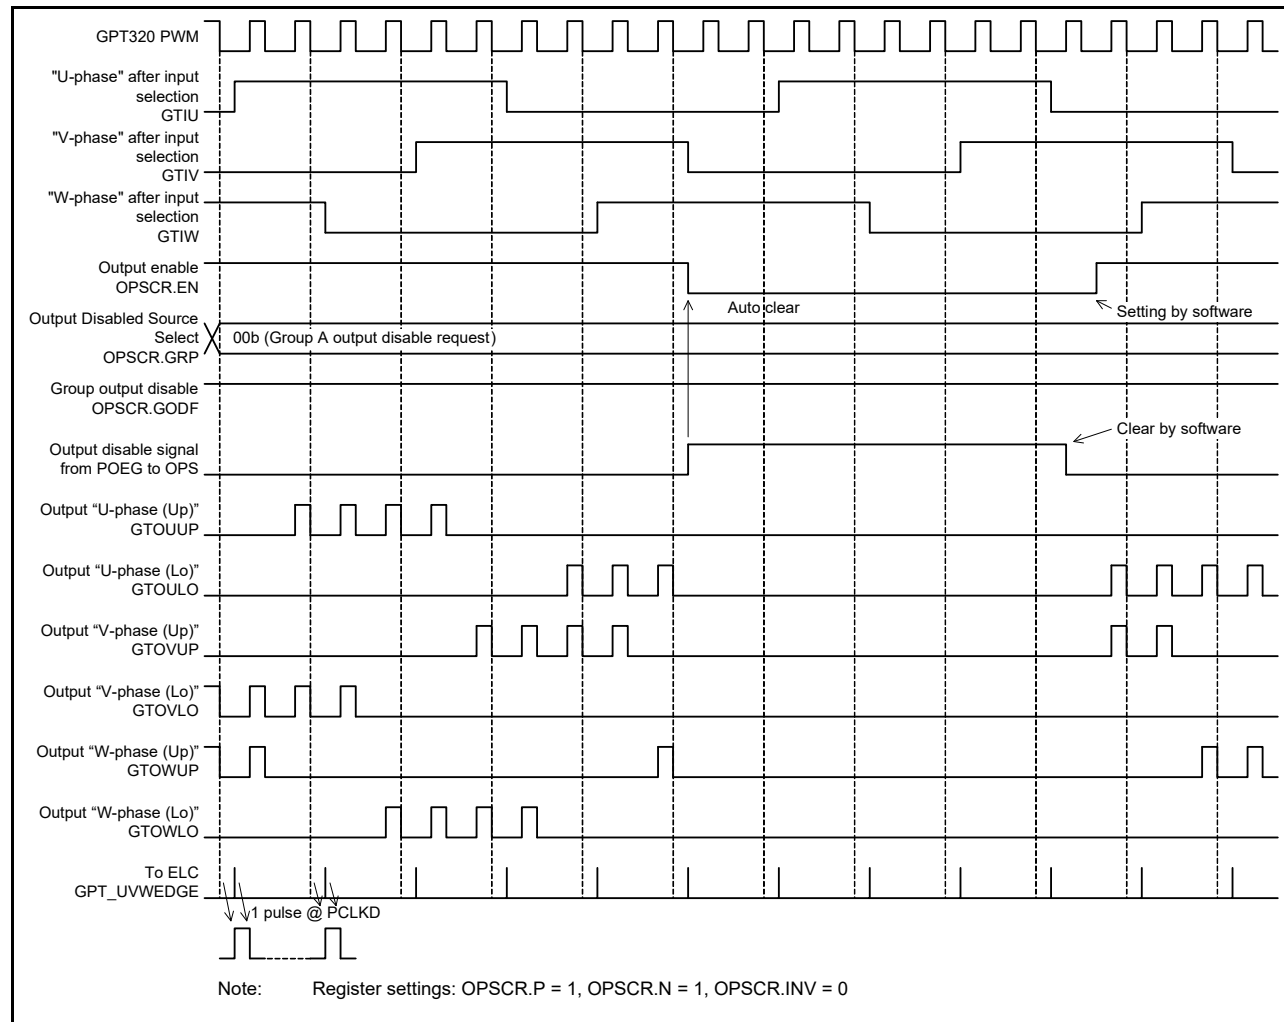 GPT320 PWM
"U-phase" after input
selection
GTIU
"V-phase" after input
selection
GTIV
"W-phase" after input
selection
GTIW
Output enable
OPSCR.EN
Auto clear
Setting by software
Output Disabled Source
Select
OPSCR.GRP
00b (Group A output disable request)
Group output disable
OPSCR.GODF
Clear by software
Output disable signal
from POEG to OPS
Output “U-phase (Up)”
GTOUUP
Output “U-phase (Lo)”
GTOULO
Output “V-phase (Up)”
GTOVUP
Output “V-phase (Lo)”
GTOVLO
Output “W-phase (Up)”
GTOWUP
Output “W-phase (Lo)”
GTOWLO
To ELC
GPT_UVWEDGE
1 pulse @ PCLKD
Note: Register settings: OPSCR.P = 1, OPSCR.N = 1, OPSCR.INV = 0